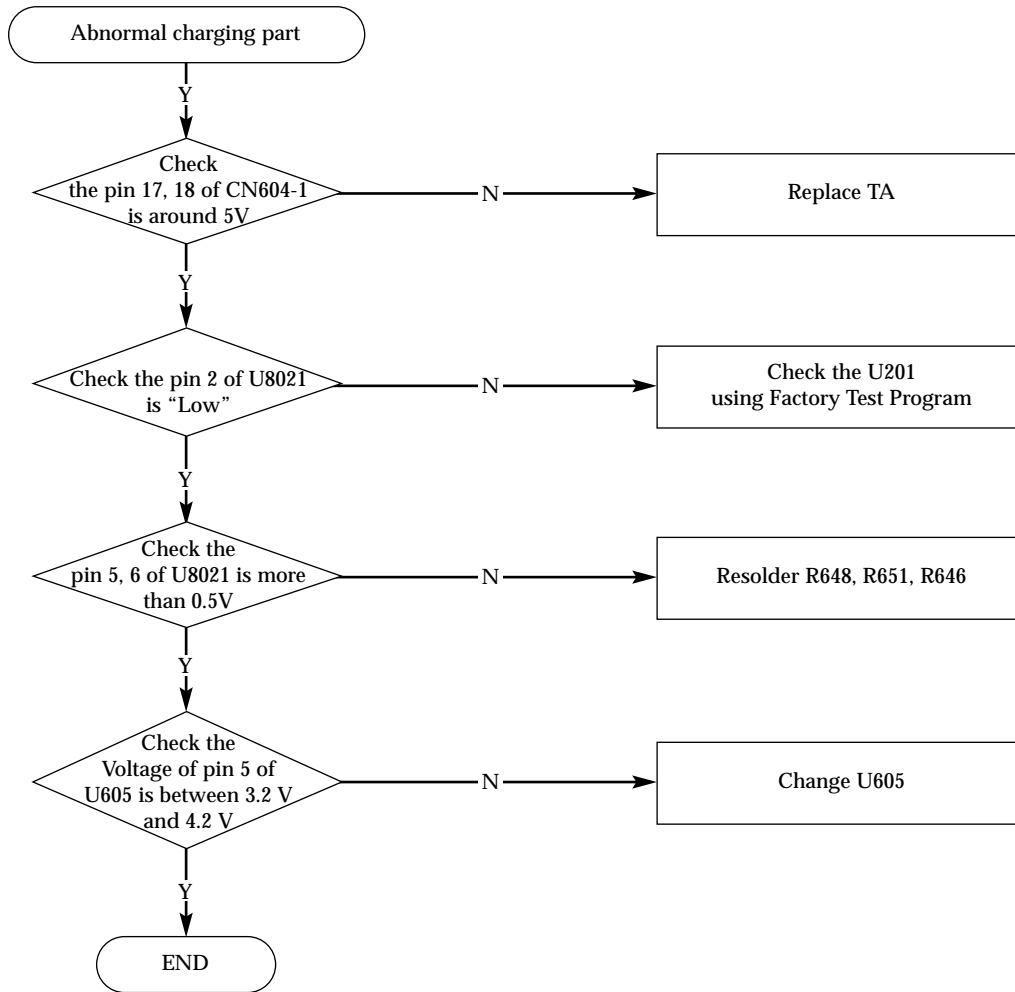 Abnormal charging part
Y
Check
the pin 17, 18 of CN604-1
is around 5V
N
Replace TA
Y
Check the pin 2 of U8021
is “Low”
N
Check the U201
using Factory Test Program
Y
Check the
pin 5, 6 of U8021 is more
than 0.5V
N
Resolder R648, R651, R646
Y
Check the
Voltage of pin 5 of
U605 is between 3.2 V
and 4.2 V
N
Change U605
Y
END